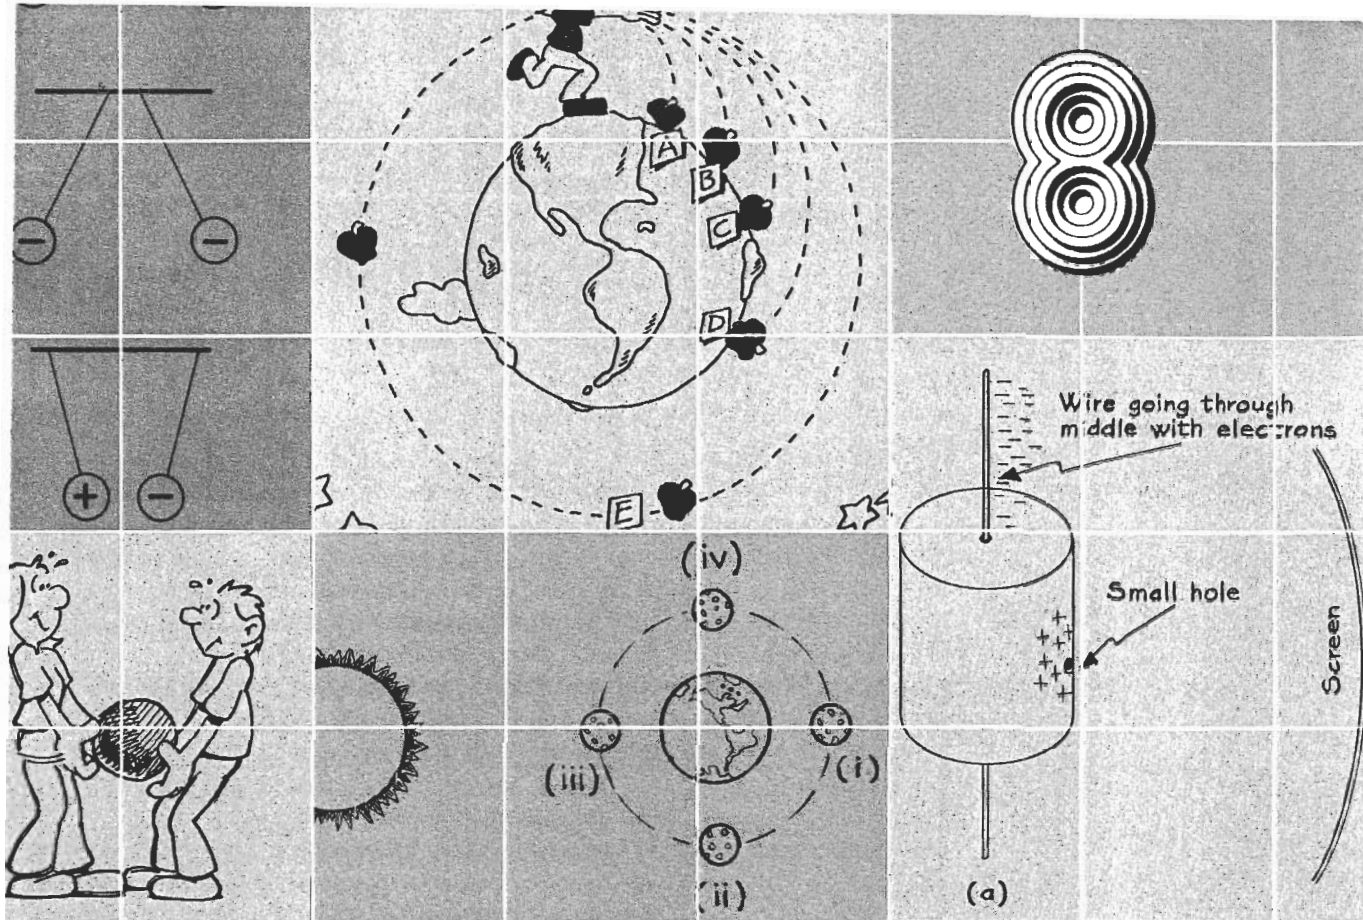 −
−
+
−
A
B
C
D
E
Wire going through
middle with electrons
Small hole
Screen
(a)
(iv)
(iii)
(i)
(ii)